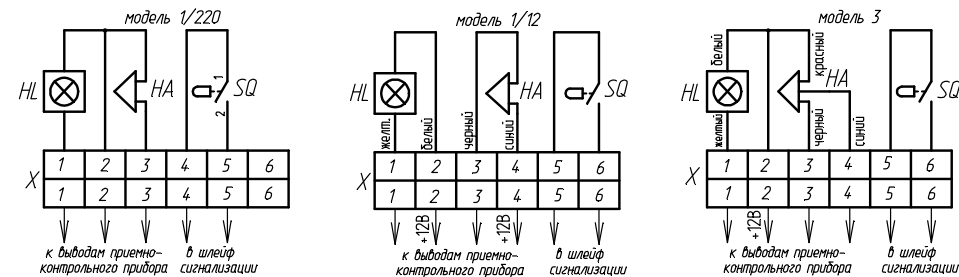 модель 1/220
HL
HA
1
2
SQ
X
1 2 3 4 5 6
1 2 3 4 5 6
к выводам приемно-
контрольного прибора
в шлейф
сигнализации
модель 1/12
HL
HA
SQ
желт.
белый
черный
синий
X
1 2 3 4 5 6
1 2 3 4 5 6
+12В
+12В
к выводам приемно-
контрольного прибора
в шлейф
сигнализации
модель 3
белый
красный
HL
HA
SQ
желтый
черный
синий
X
1 2 3 4 5 6
1 2 3 4 5 6
+12В
к выводам приемно-
контрольного прибора
в шлейф
сигнализации